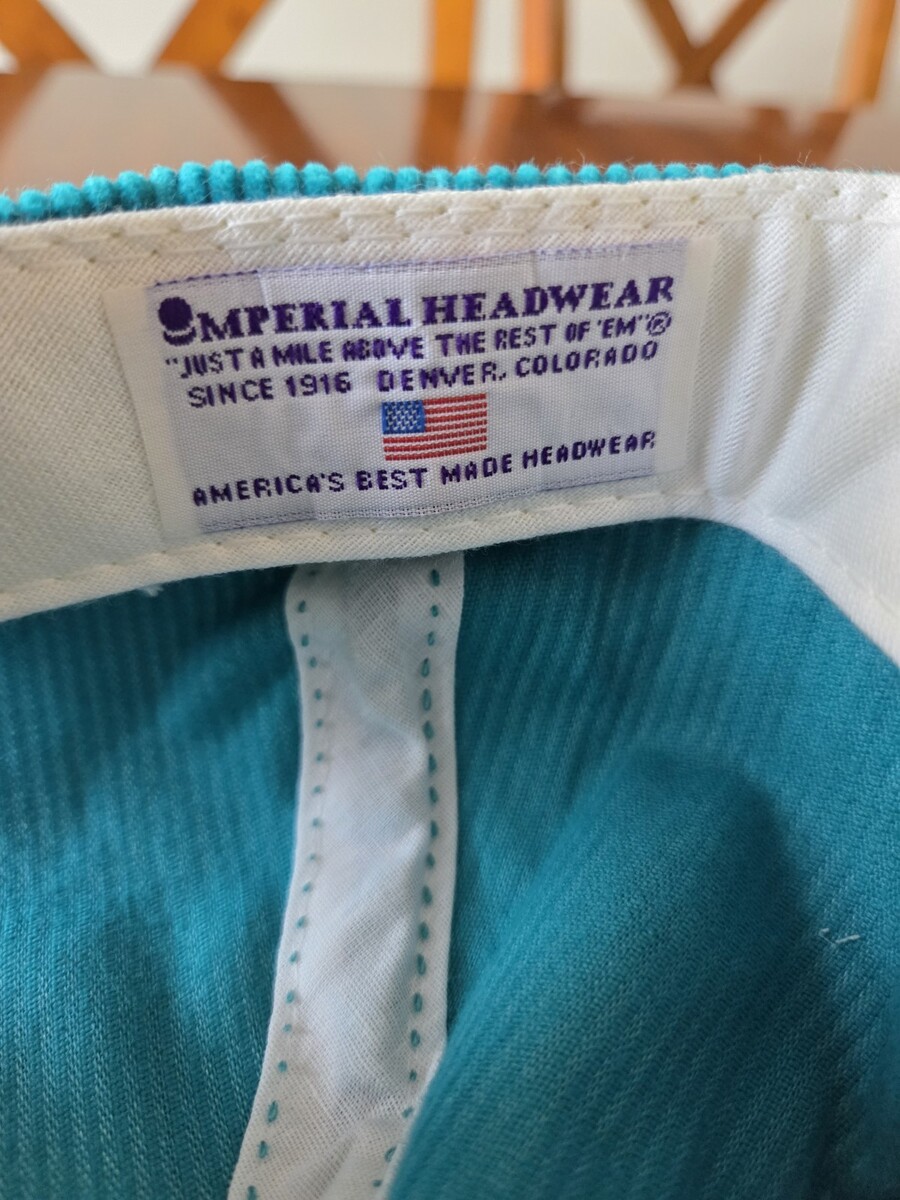 IMPERIAL HEADWEAR
"JUST A MILE ABOVE THE REST OF 'EM"®
SINCE 1916 DENVER, COLORADO
AMERICA'S BEST MADE HEADWEAR